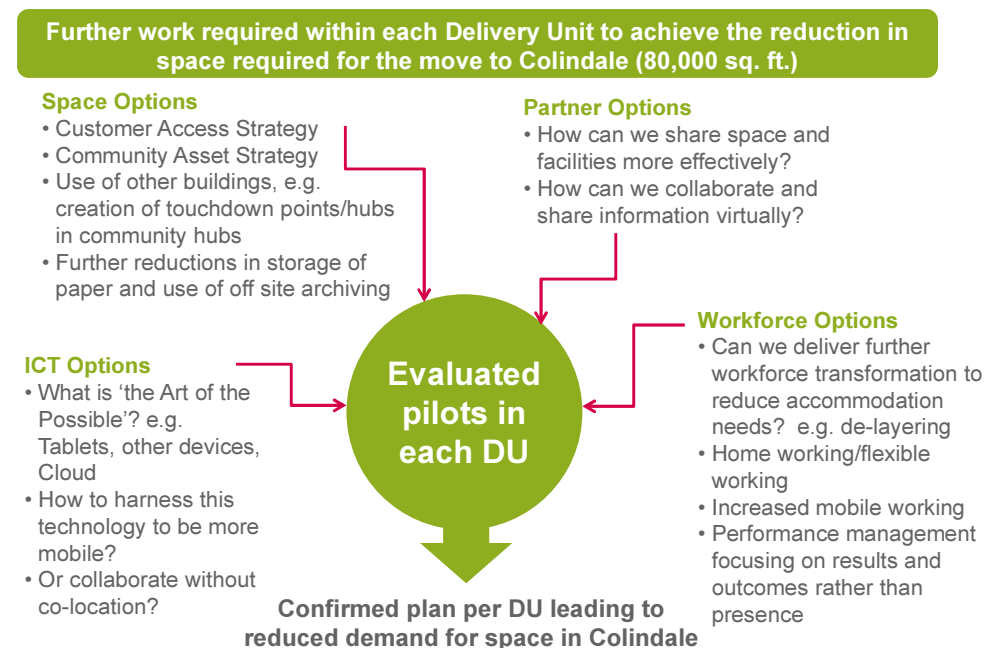 Further work required within each Delivery Unit to achieve the reduction in
space required for the move to Colindale (80,000 sq. ft.)
Space Options
• Customer Access Strategy
• Community Asset Strategy
• Use of other buildings, e.g.
creation of touchdown points/hubs
in community hubs
• Further reductions in storage of
paper and use of off site archiving
Partner Options
• How can we share space and
facilities more effectively?
• How can we collaborate and
share information virtually?
ICT Options
• What is ‘the Art of the
Possible’? e.g.
Tablets, other devices,
Cloud
• How to harness this
technology to be more
mobile?
• Or collaborate without
co-location?
Evaluated
pilots in
each DU
Workforce Options
• Can we deliver further
workforce transformation to
reduce accommodation
needs? e.g. de-layering
• Home working/flexible
working
• Increased mobile working
• Performance management
focusing on results and
outcomes rather than
presence
Confirmed plan per DU leading to
reduced demand for space in Colindale